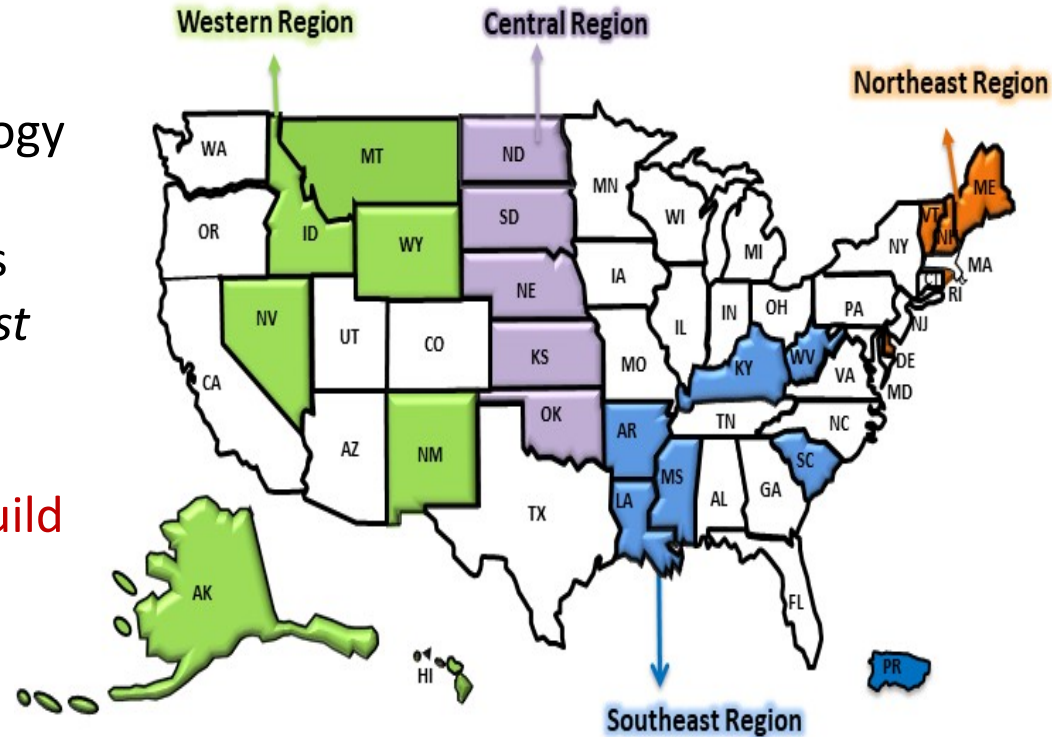 Western Region
Central Region
Northeast Region
ogy
s
st
uild
WA
MT
ND
MN
ME
VT
NH
OR
ID
WY
SD
WI
MI
NY
MA
CT
RI
NV
UT
CO
NE
IA
IL
IN
OH
PA
NJ
CA
KS
MO
KY
WV
VA
DE
MD
AZ
NM
OK
AR
TN
NC
TX
LA
MS
AL
GA
SC
AK
HI
FL
PR
Southeast Region